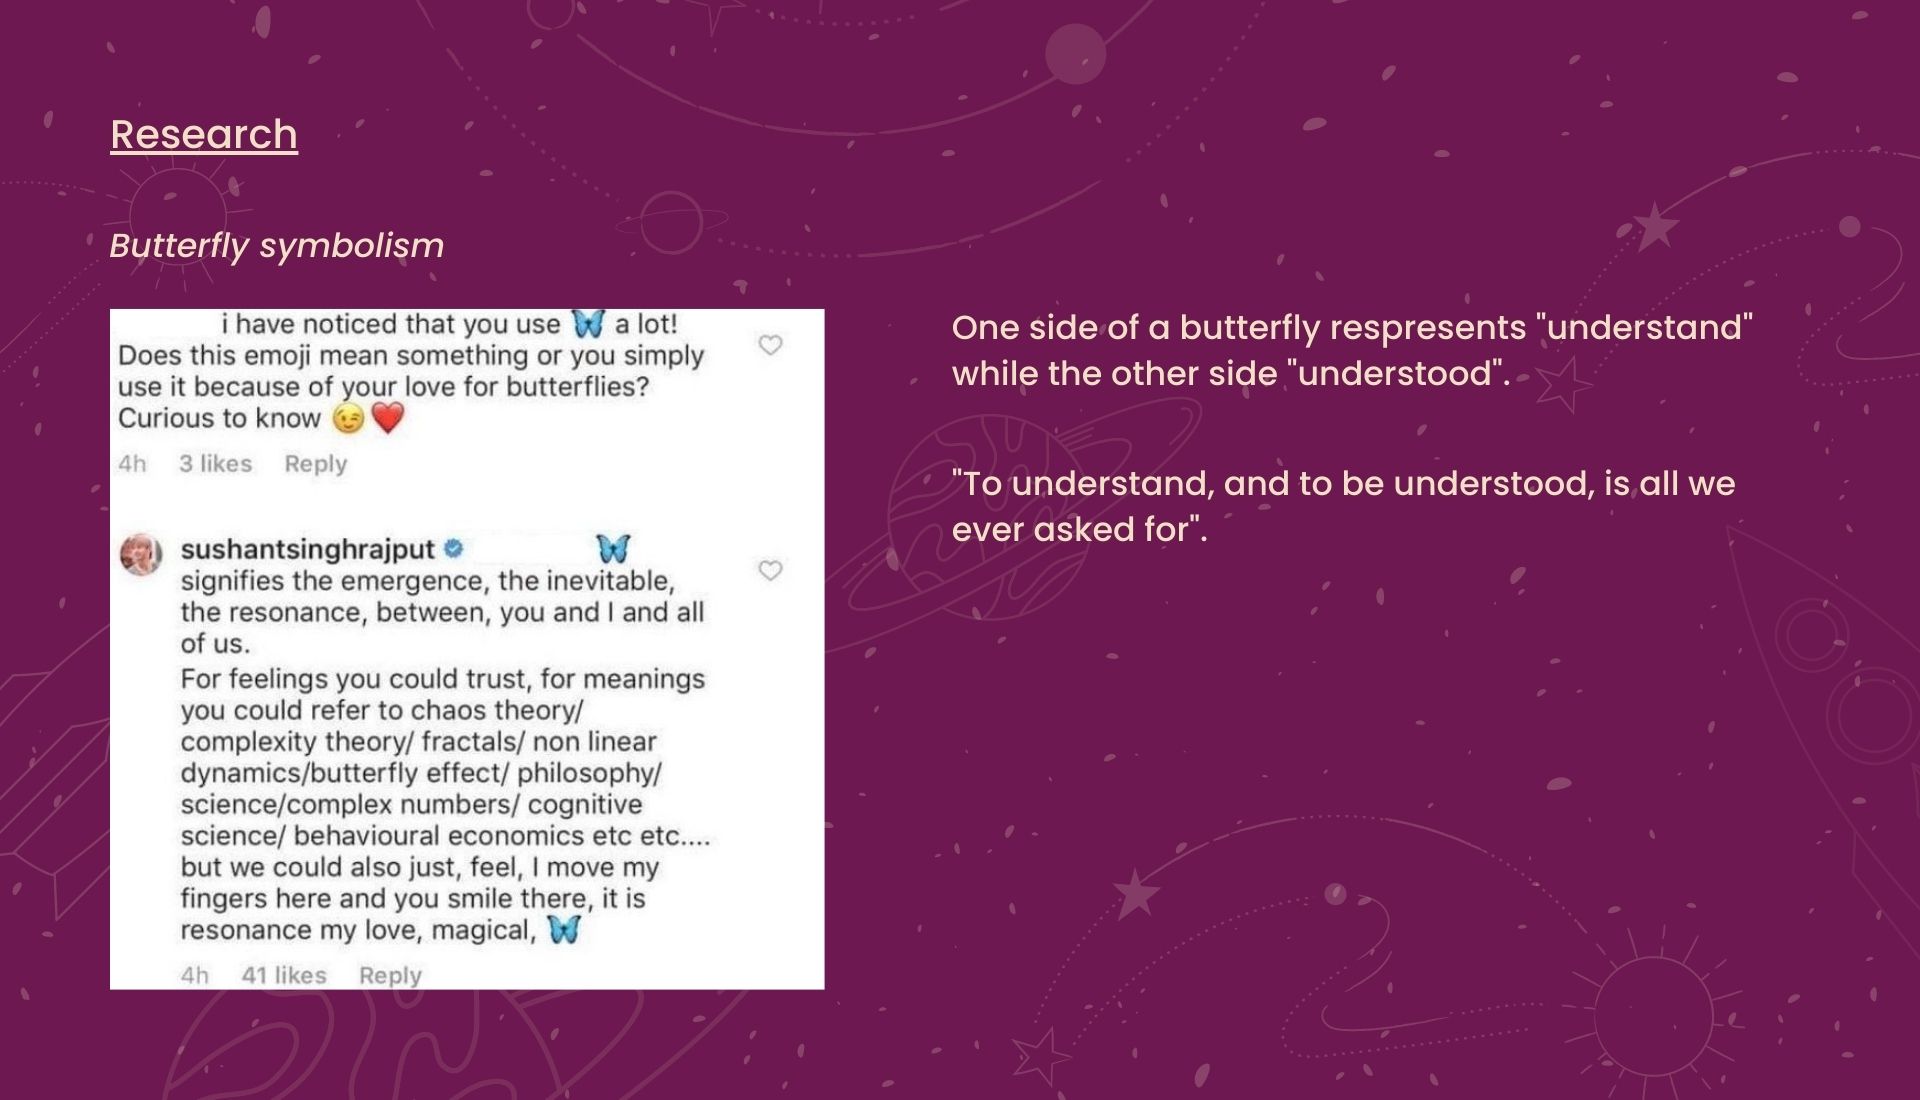 Research
Butterfly symbolism
i have noticed that you use 🦋 a lot!
Does this emoji mean something or you simply
use it because of your love for butterflies?
Curious to know 😉❤️
4h 3 likes Reply
sushantsinghrajput 🦋
signifies the emergence, the inevitable,
the resonance, between, you and I and all
of us.
For feelings you could trust, for meanings
you could refer to chaos theory/
complexity theory/ fractals/ non linear
dynamics/butterfly effect/ philosophy/
science/complex numbers/ cognitive
science/ behavioural economics etc etc....
but we could also just, feel, I move my
fingers here and you smile there, it is
resonance my love, magical, 🦋
4h 41 likes Reply
One side of a butterfly respresents "understand"
while the other side "understood".
"To understand, and to be understood, is all we
ever asked for".